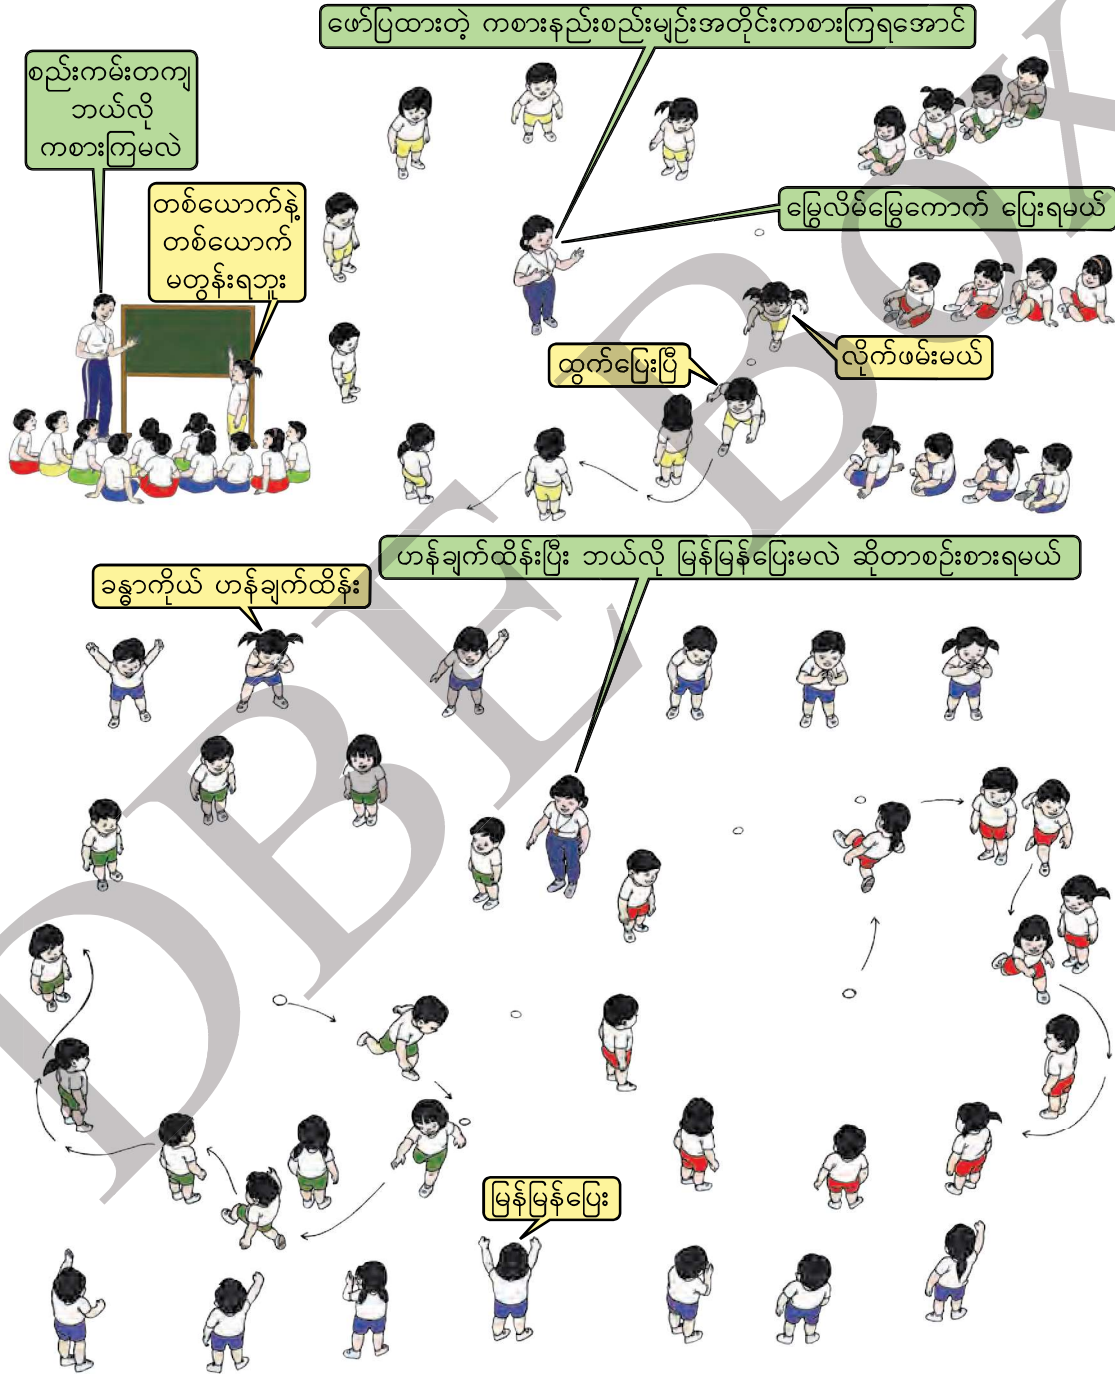 ဖော်ပြထားတဲ့ ကစားနည်းစည်းမျဉ်းအတိုင်းကစားကြရအောင်
စည်းကမ်းတကျ
ဘယ်လို
ကစားကြမလဲ
တစ်ယောက်နဲ့
တစ်ယောက်
မတွန်းရဘူး
မြွေလိမ်မြွေကောက် ပြေးရမယ်
ထွက်ပြေးပြီ
လိုက်ဖမ်းမယ်
ဟန်ချက်ထိန်းပြီး ဘယ်လို မြန်မြန်ပြေးမလဲ ဆိုတာစဉ်းစားရမယ်
ခန္ဓာကိုယ် ဟန်ချက်ထိန်း
မြန်မြန်ပြေး
DBE Box